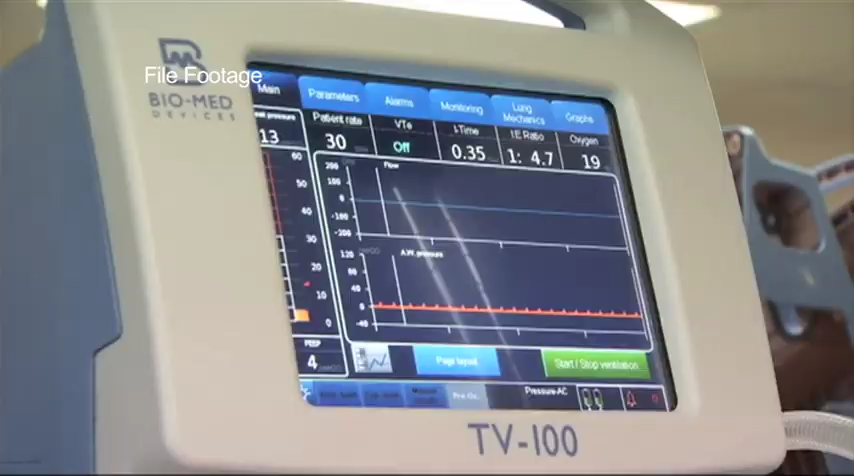 File Footage
BIO-MED
DEVICES
Main
Parameters
Alarms
Monitoring
Lung
Mechanics
Graphs
13
Patient rate
30
VTe
Off
I-Time
0.35
I:E Ratio
1: 4.7
Oxygen
19
60
50
40
30
20
10
0
Flow
200
100
0
-100
-200
A.W. pressure
120
80
40
0
-40
PEEP
4
Page layout
Start / Stop ventilation
Pressure-AC
TV-100